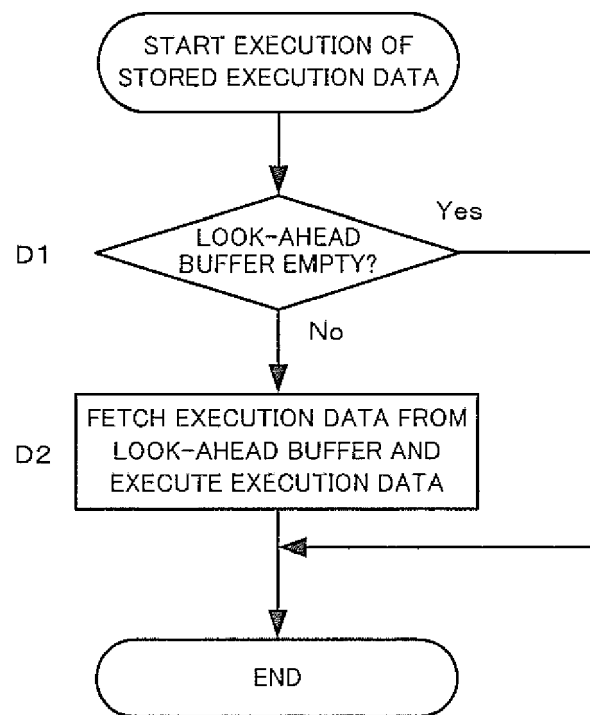 START EXECUTION OF
STORED EXECUTION DATA
Yes
D1
LOOK-AHEAD
BUFFER EMPTY?
No
D2
FETCH EXECUTION DATA FROM
LOOK-AHEAD BUFFER AND
EXECUTE EXECUTION DATA
END